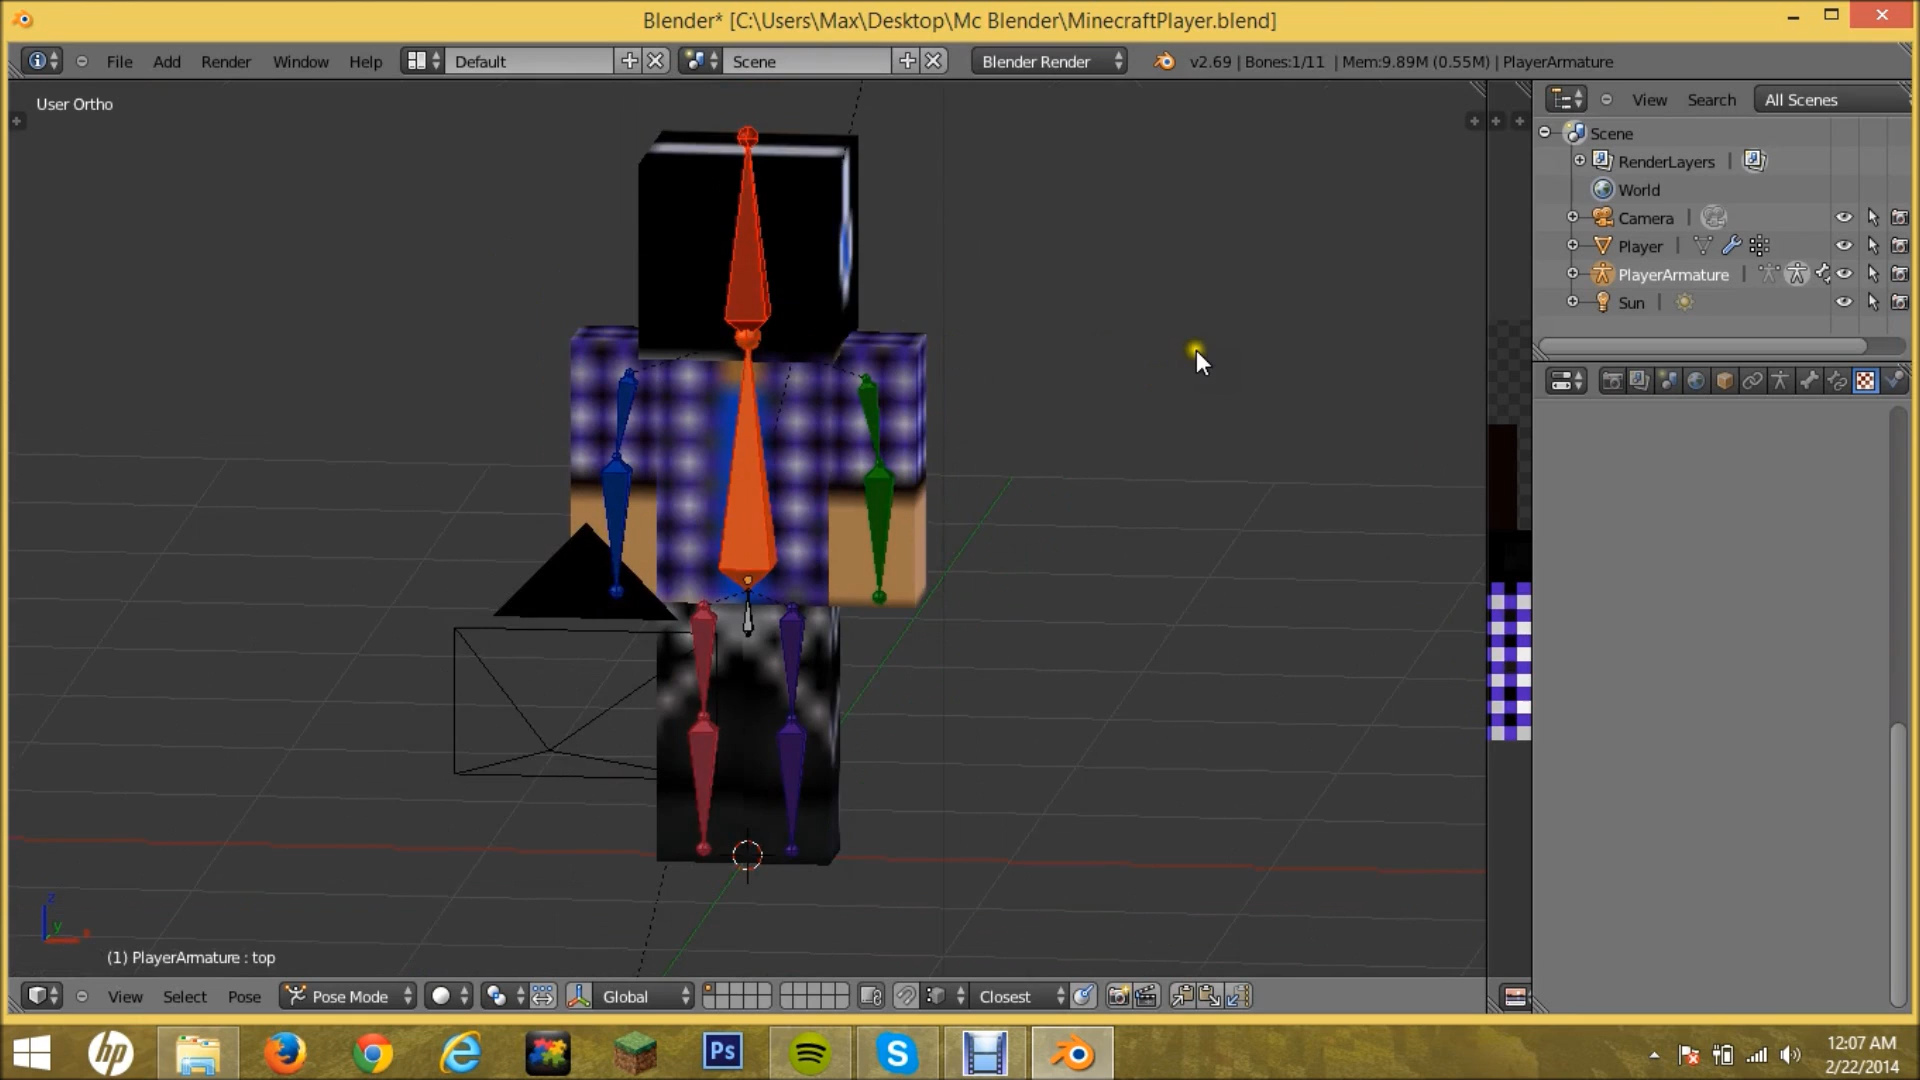 Blender* [C:\Users\Max\Desktop\Mc Blender\MinecraftPlayer.blend]
File Add Render Window Help Default Scene Blender Render v2.69 | Bones:1/11 | Mem:9.89M (0.55M) | PlayerArmature
User Ortho
View Search All Scenes
Scene
RenderLayers
World
Camera
Player
PlayerArmature
Sun
z
y
(1) PlayerArmature : top
View Select Pose Pose Mode Global Closest
hp
Ps
12:07 AM
2/22/2014